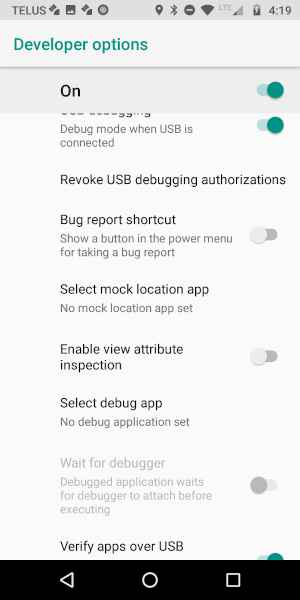 TELUS
LTE
4:19
Developer options
On
USB debugging
Debug mode when USB is
connected
Revoke USB debugging authorizations
Bug report shortcut
Show a button in the power menu
for taking a bug report
Select mock location app
No mock location app set
Enable view attribute
inspection
Select debug app
No debug application set
Wait for debugger
Debugged application waits
for debugger to attach before
executing
Verify apps over USB